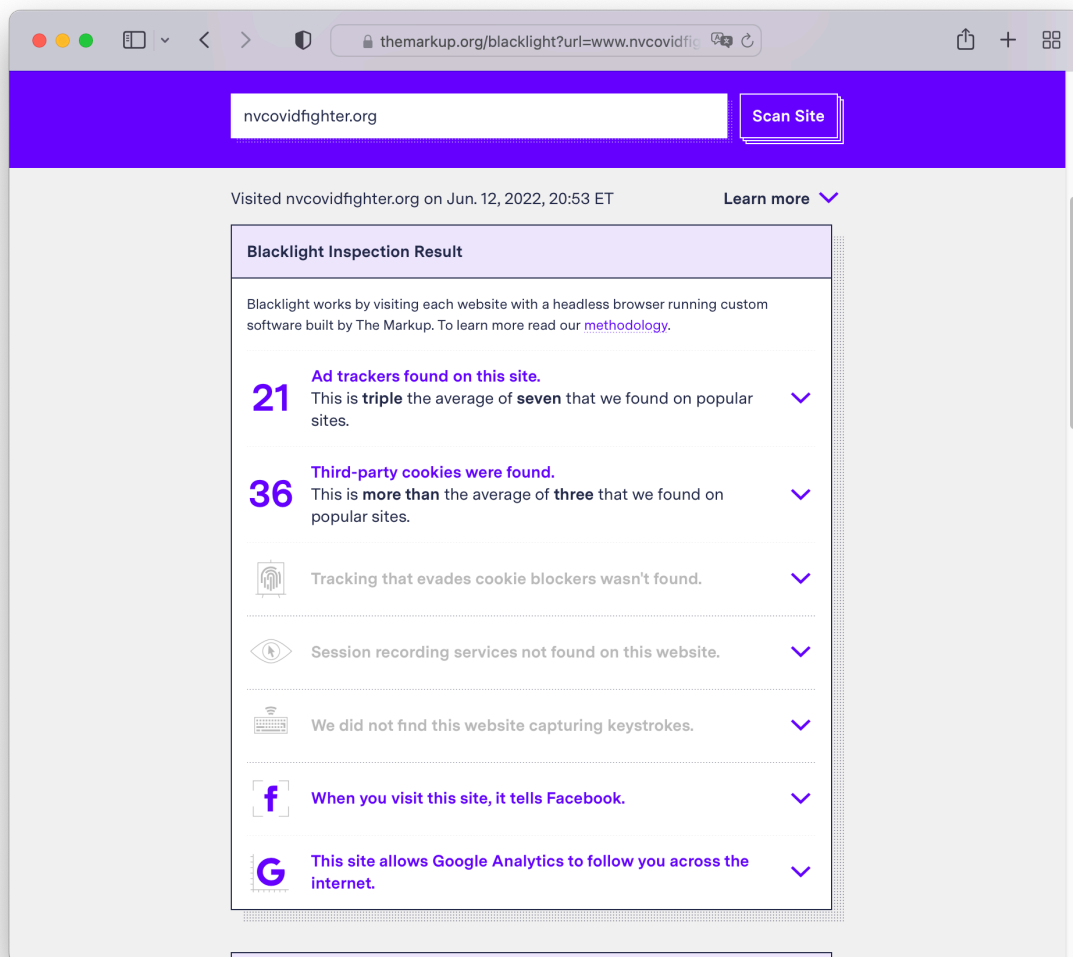 themarkup.org/blacklight?url=www.nvcovidfig
nvcovidfighter.org
Scan Site
Visited nvcovidfighter.org on Jun. 12, 2022, 20:53 ET
Learn more
Blacklight Inspection Result
Blacklight works by visiting each website with a headless browser running custom
software built by The Markup. To learn more read our methodology.
21
Ad trackers found on this site.
This is triple the average of seven that we found on popular
sites.
36
Third-party cookies were found.
This is more than the average of three that we found on
popular sites.
Tracking that evades cookie blockers wasn't found.
Session recording services not found on this website.
We did not find this website capturing keystrokes.
When you visit this site, it tells Facebook.
This site allows Google Analytics to follow you across the
internet.